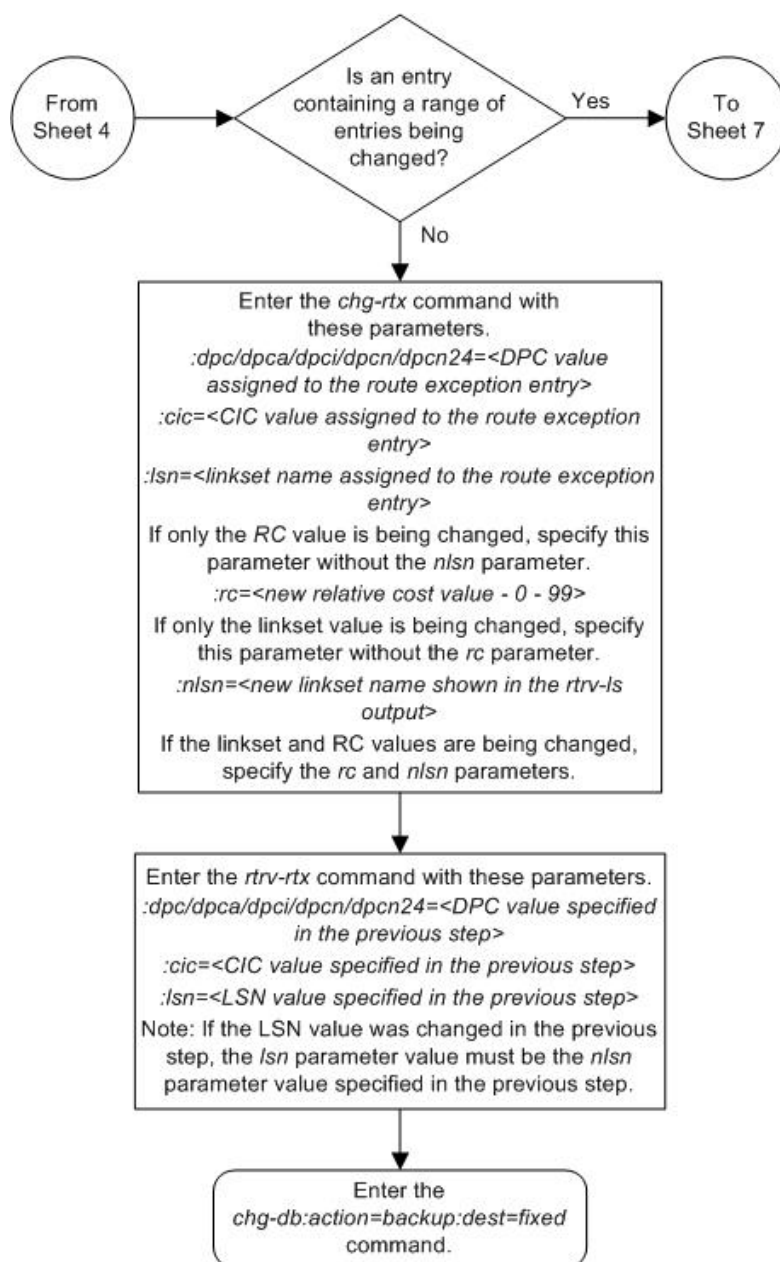 From
Sheet 4
Is an entry
containing a range of
entries being
changed?
Yes
To
Sheet 7
No
Enter the chg-rtx command with
these parameters.
:dpc/dpca/dpci/dpcn/dpcn24=<DPC value
assigned to the route exception entry>
:cic=<CIC value assigned to the route exception
entry>
:lsn=<linkset name assigned to the route exception
entry>
If only the RC value is being changed, specify this
parameter without the nlsn parameter.
:rc=<new relative cost value - 0 - 99>
If only the linkset value is being changed, specify
this parameter without the rc parameter.
:nlsn=<new linkset name shown in the rtrv-ls
output>
If the linkset and RC values are being changed,
specify the rc and nlsn parameters.
Enter the rtrv-rtx command with these parameters.
:dpc/dpca/dpci/dpcn/dpcn24=<DPC value specified
in the previous step>
:cic=<CIC value specified in the previous step>
:lsn=<LSN value specified in the previous step>
Note: If the LSN value was changed in the previous
step, the lsn parameter value must be the nlsn
parameter value specified in the previous step.
Enter the
chg-db:action=backup:dest=fixed
command.